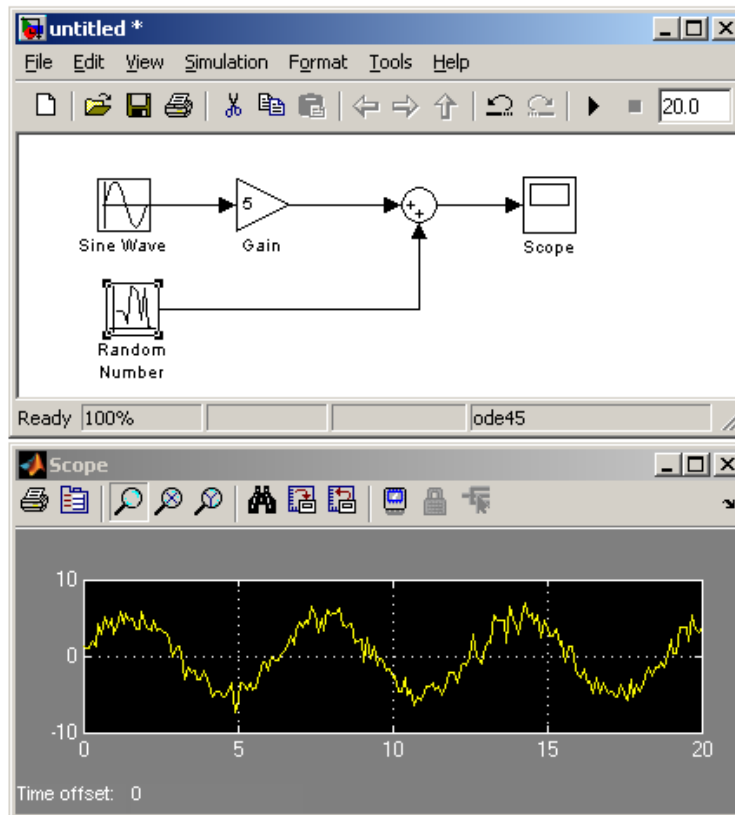 untitled *
File Edit View Simulation Format Tools Help
20.0
5
+
+
Sine Wave Gain Scope
Random
Number
Ready 100% ode45
Scope
10
0
-10
0 5 10 15 20
Time offset: 0